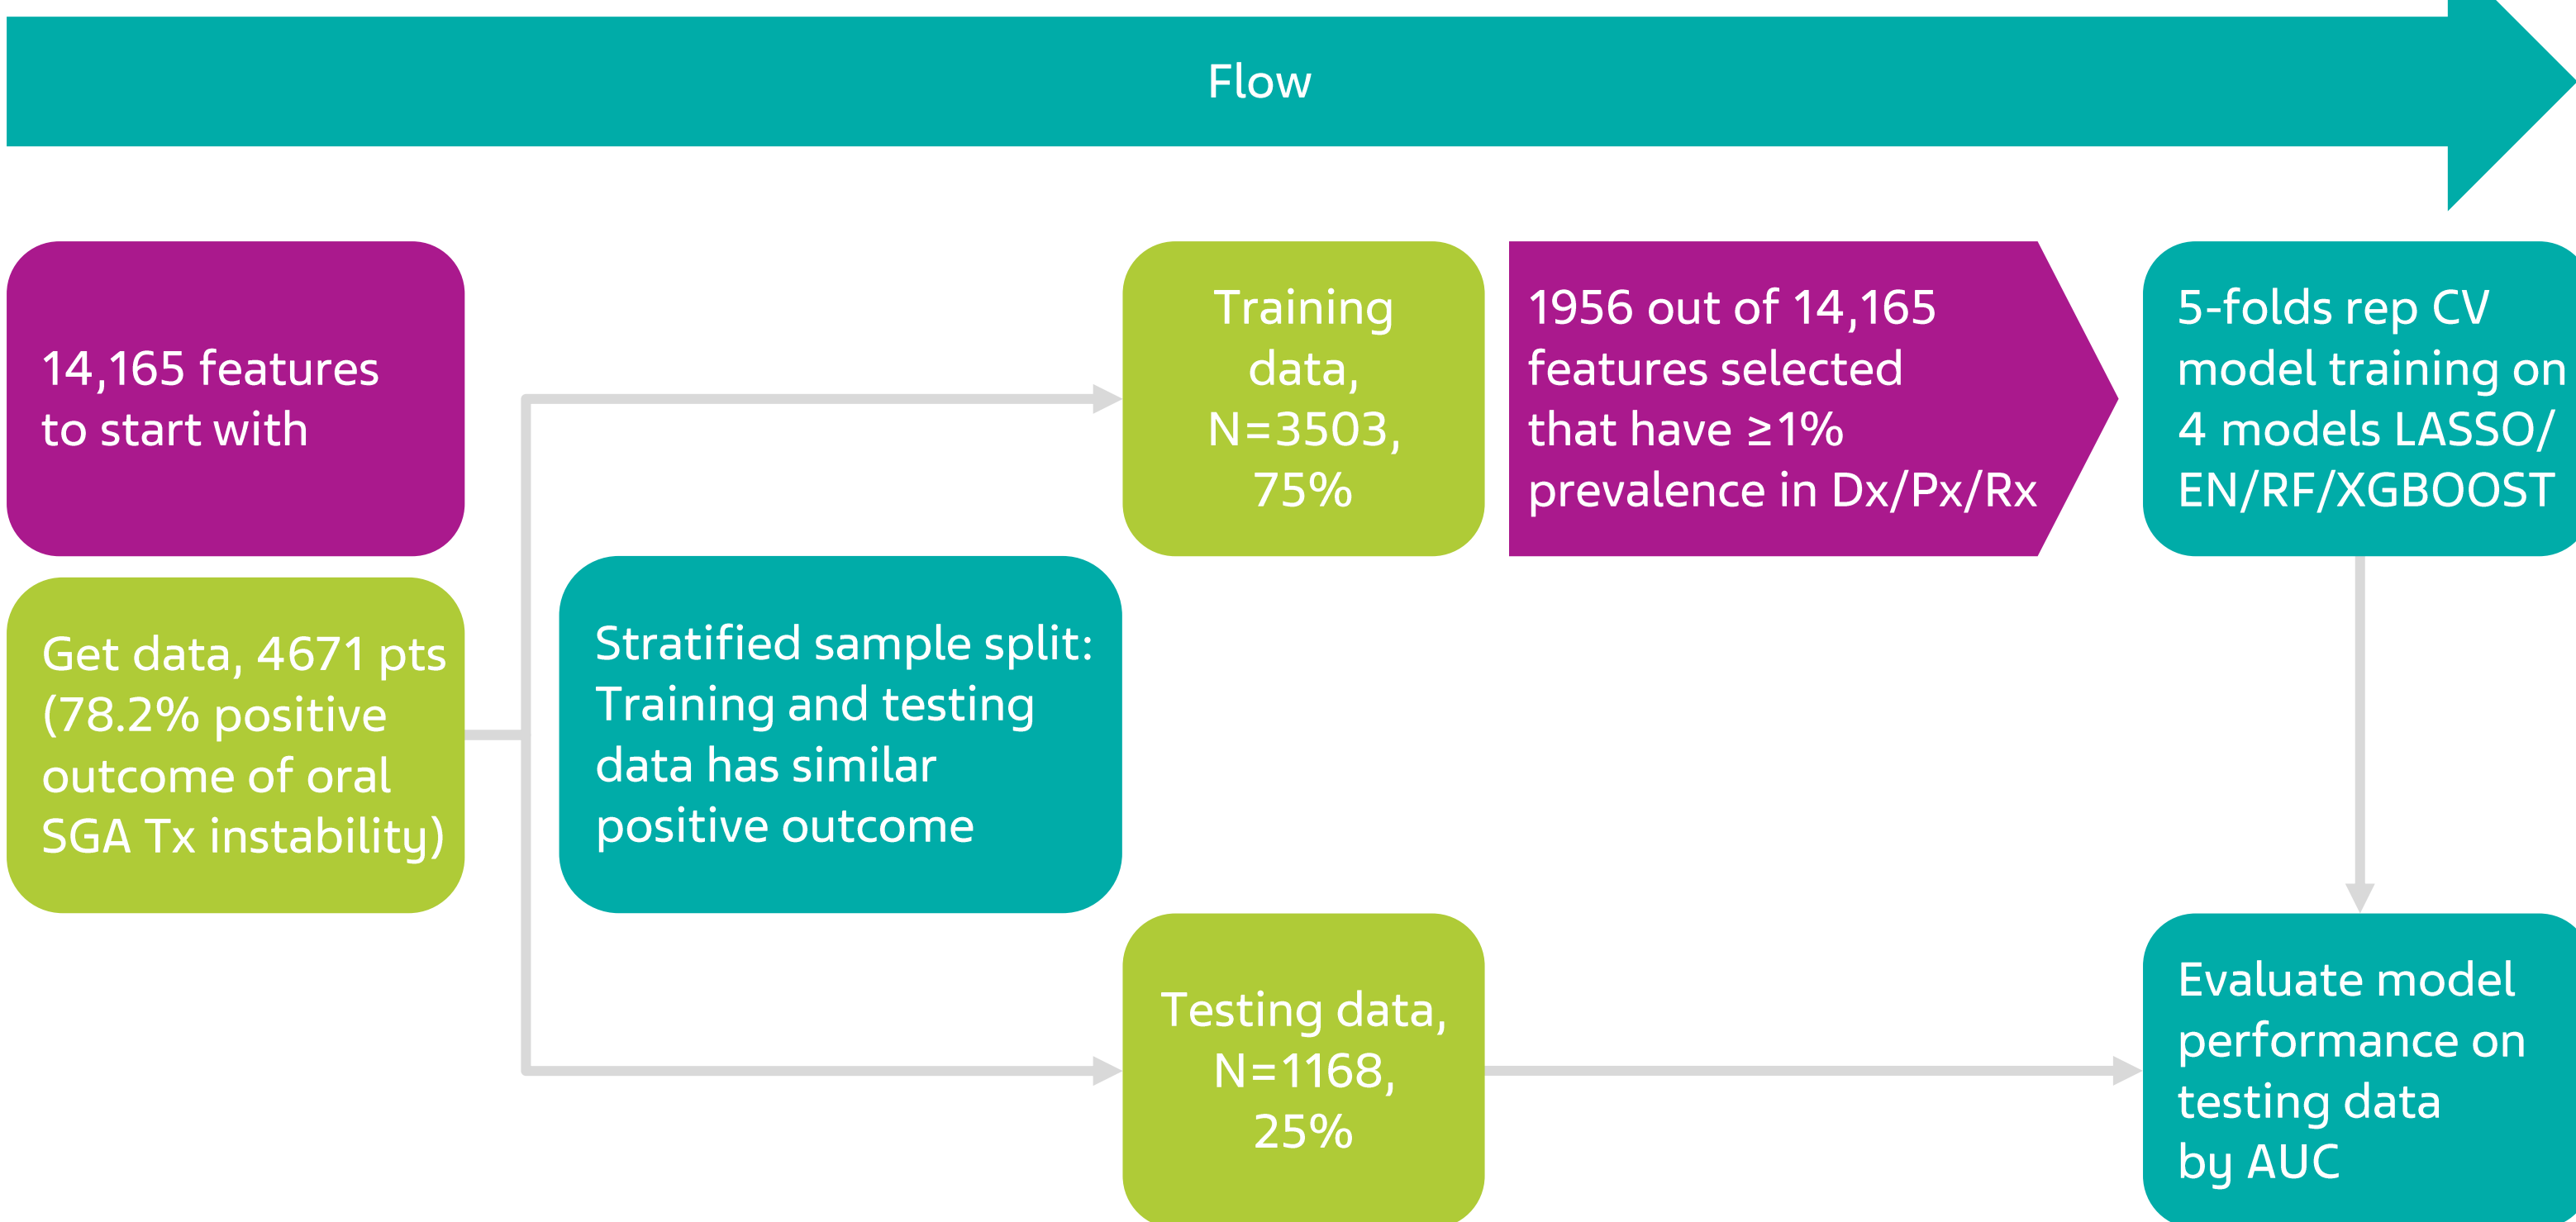 Flow
14,165 features
to start with
Get data, 4671 pts
(78.2% positive
outcome of oral
SGA Tx instability)
Stratified sample split:
Training and testing
data has similar
positive outcome
Training
data,
N=3503,
75%
1956 out of 14,165
features selected
that have ≥1%
prevalence in Dx/Px/Rx
5-folds rep CV
model training on
4 models LASSO/
EN/RF/XGBOOST
Testing data,
N=1168,
25%
Evaluate model
performance on
testing data
by AUC